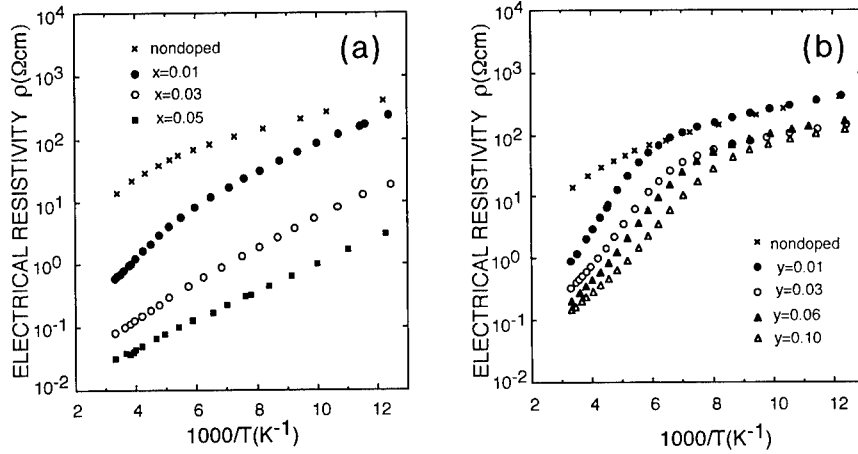 (a)
ELECTRICAL RESISTIVITY ρ(Ωcm)
10^4
10^3
10^2
10^1
10^0
10^-1
10^-2
× nondoped
● x=0.01
○ x=0.03
■ x=0.05
2 4 6 8 10 12
1000/T(K^-1)
(b)
ELECTRICAL RESISTIVITY ρ(Ωcm)
10^4
10^3
10^2
10^1
10^0
10^-1
10^-2
× nondoped
● y=0.01
○ y=0.03
▲ y=0.06
△ y=0.10
2 4 6 8 10 12
1000/T(K^-1)